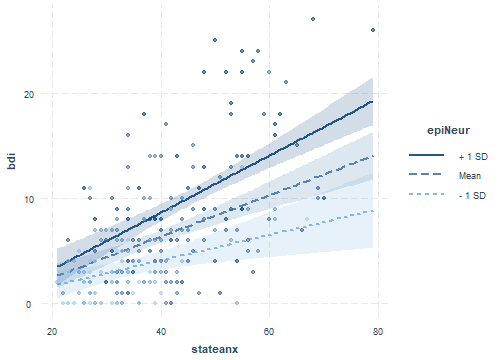 epiNeur
+ 1 SD
Mean
- 1 SD
bdi
20
10
0
20
40
60
80
stateanx